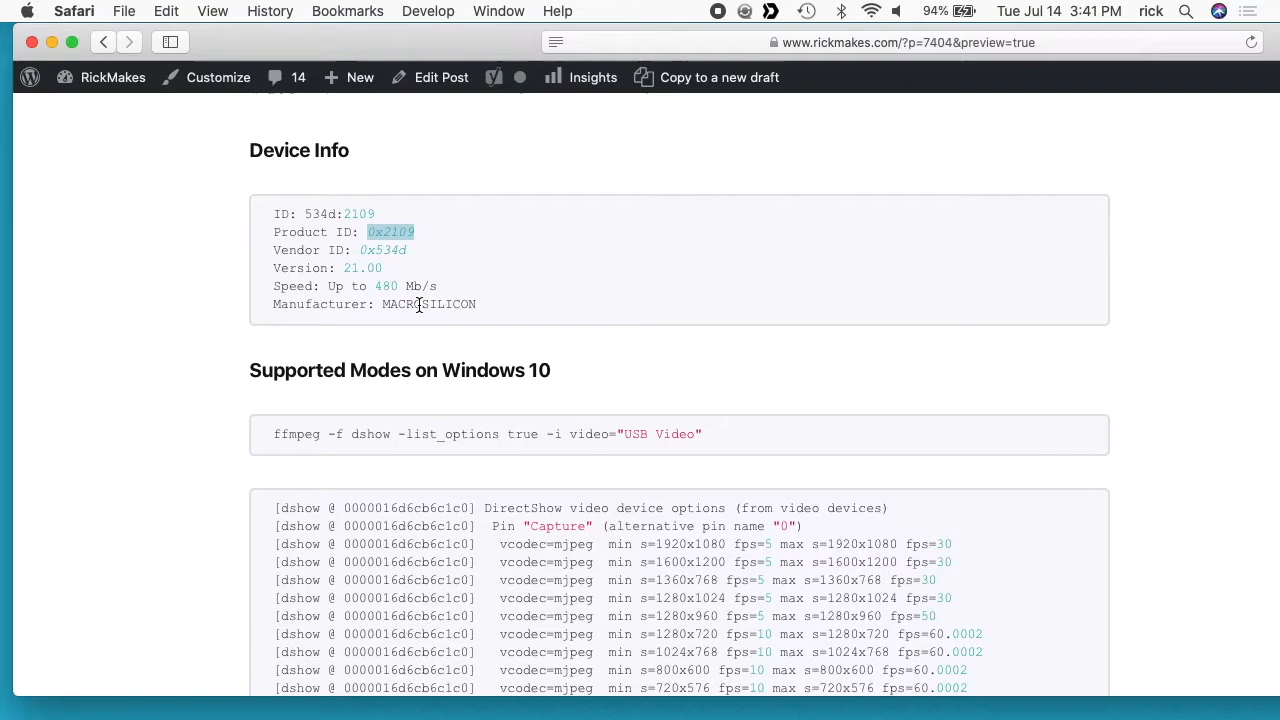 Safari File Edit View History Bookmarks Develop Window Help 94% Tue Jul 14 3:41 PM rick
www.rickmakes.com/?p=7404&preview=true
RickMakes Customize 14 New Edit Post Insights Copy to a new draft
Device Info
ID: 534d:2109
Product ID: 0x2109
Vendor ID: 0x534d
Version: 21.00
Speed: Up to 480 Mb/s
Manufacturer: MACROSILICON
Supported Modes on Windows 10
ffmpeg -f dshow -list_options true -i video="USB Video"
[dshow @ 0000016d6cb6c1c0] DirectShow video device options (from video devices)
[dshow @ 0000016d6cb6c1c0]  Pin "Capture" (alternative pin name "0")
[dshow @ 0000016d6cb6c1c0]   vcodec=mjpeg  min s=1920x1080 fps=5 max s=1920x1080 fps=30
[dshow @ 0000016d6cb6c1c0]   vcodec=mjpeg  min s=1600x1200 fps=5 max s=1600x1200 fps=30
[dshow @ 0000016d6cb6c1c0]   vcodec=mjpeg  min s=1360x768 fps=5 max s=1360x768 fps=30
[dshow @ 0000016d6cb6c1c0]   vcodec=mjpeg  min s=1280x1024 fps=5 max s=1280x1024 fps=30
[dshow @ 0000016d6cb6c1c0]   vcodec=mjpeg  min s=1280x960 fps=5 max s=1280x960 fps=50
[dshow @ 0000016d6cb6c1c0]   vcodec=mjpeg  min s=1280x720 fps=10 max s=1280x720 fps=60.0002
[dshow @ 0000016d6cb6c1c0]   vcodec=mjpeg  min s=1024x768 fps=10 max s=1024x768 fps=60.0002
[dshow @ 0000016d6cb6c1c0]   vcodec=mjpeg  min s=800x600 fps=10 max s=800x600 fps=60.0002
[dshow @ 0000016d6cb6c1c0]   vcodec=mjpeg  min s=720x576 fps=10 max s=720x576 fps=60.0002